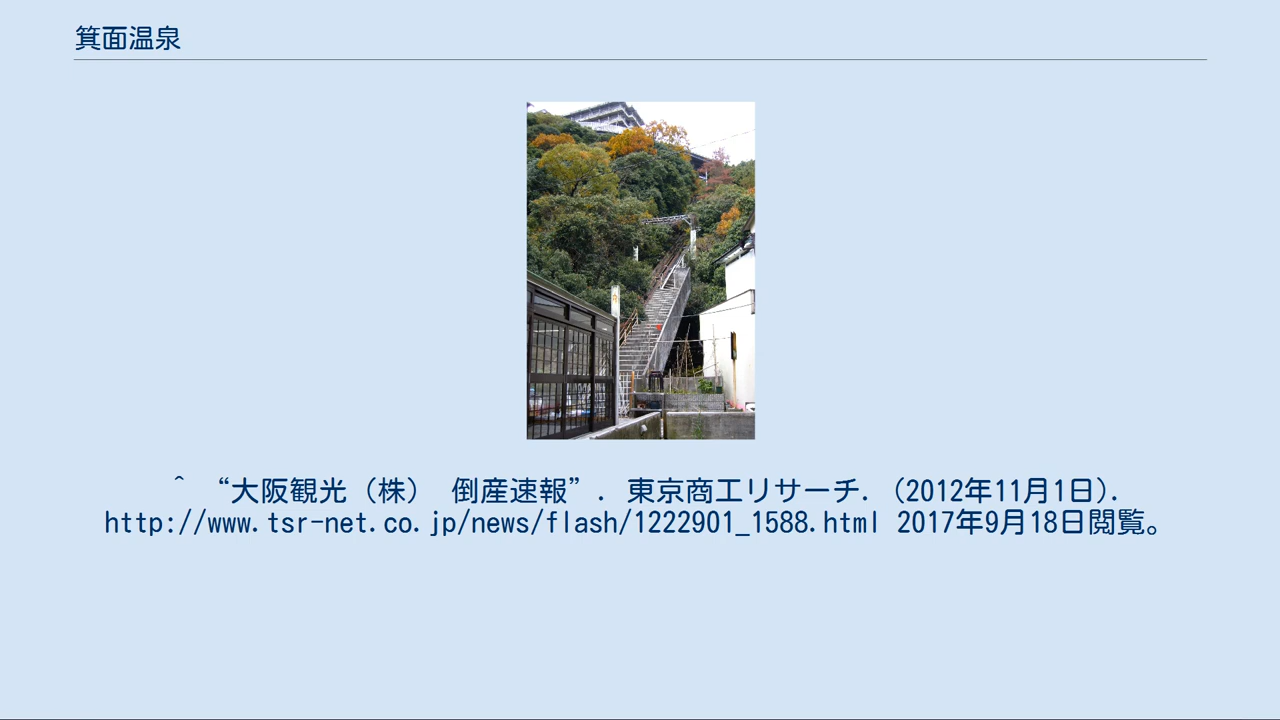 箕面温泉
^ “大阪観光（株） 倒産速報”. 東京商工リサーチ. (2012年11月1日).
http://www.tsr-net.co.jp/news/flash/1222901_1588.html 2017年9月18日閲覧。